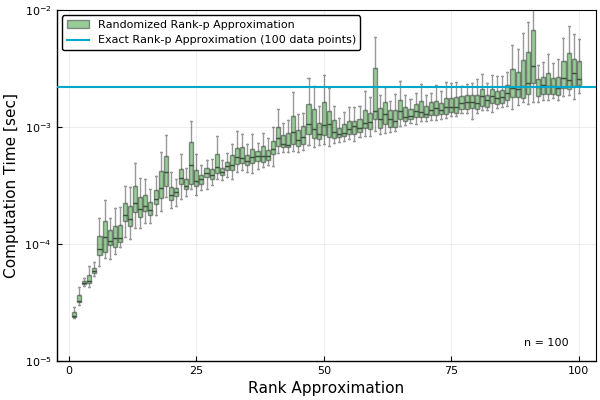 Randomized Rank-p Approximation
Exact Rank-p Approximation (100 data points)
Computation Time [sec]
10⁻²
10⁻³
10⁻⁴
10⁻⁵
n = 100
0 25 50 75 100
Rank Approximation